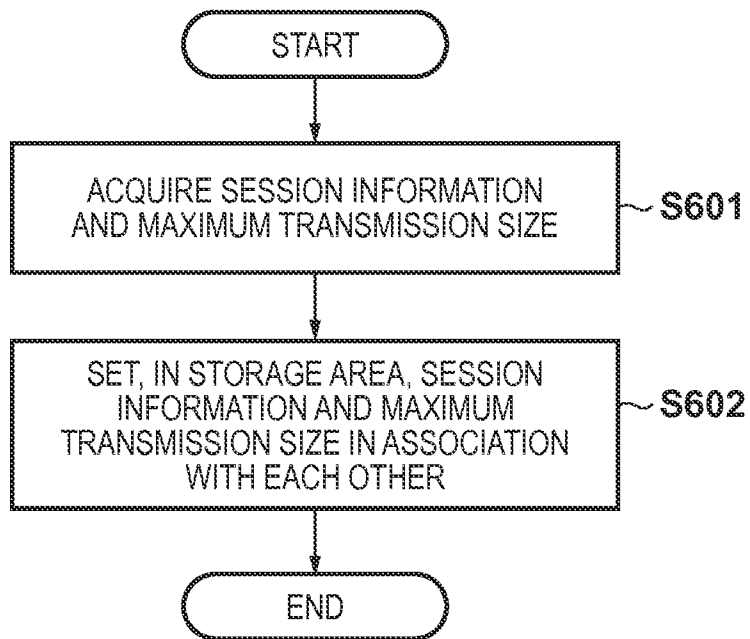 START
ACQUIRE SESSION INFORMATION
AND MAXIMUM TRANSMISSION SIZE
S601
SET, IN STORAGE AREA, SESSION
INFORMATION AND MAXIMUM
TRANSMISSION SIZE IN ASSOCIATION
WITH EACH OTHER
S602
END